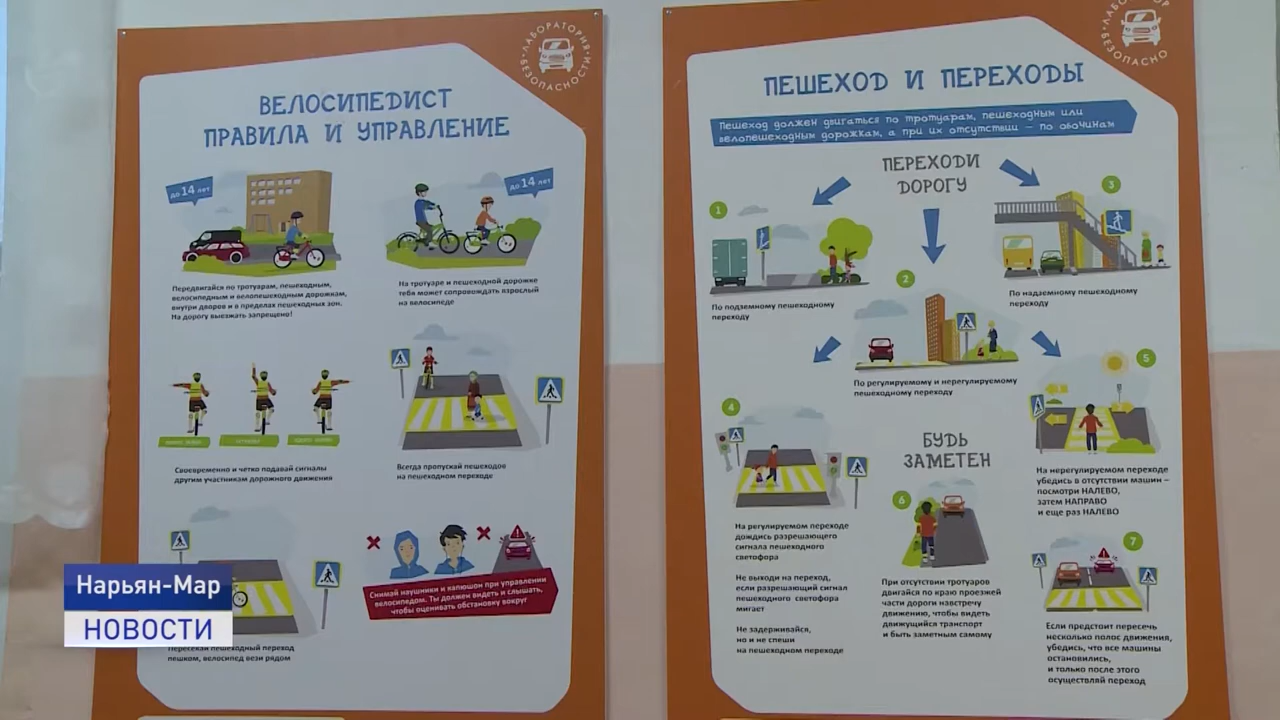 ЛАБОРАТОРИЯ
БЕЗОПАСНОСТИ
ВЕЛОСИПЕДИСТ
ПРАВИЛА И УПРАВЛЕНИЕ
до 14 лет
до 14 лет
Передвигайся по тротуарам, пешеходным,
велосипедным и велопешеходным дорожкам,
внутри дворов и в пределах пешеходных зон.
На дорогу выезжать запрещено!
На тротуаре и пешеходной дорожке
тебя может сопровождать взрослый
на велосипеде
Своевременно и четко подавай сигналы
другим участникам дорожного движения
Всегда пропускай пешеходов
на пешеходном переходе
Пересекая пешеходный переход
пешком, велосипед вези рядом
Снимай наушники и капюшон при управлении
велосипедом. Ты должен видеть и слышать,
чтобы оценивать обстановку вокруг
ЛАБОРАТОР
БЕЗОПАСНО
ПЕШЕХОД И ПЕРЕХОДЫ
Пешеход должен двигаться по тротуарам, пешеходным или
велопешеходным дорожкам, а при их отсутствии – по обочинам
ПЕРЕХОДИ
ДОРОГУ
1
По подземному пешеходному
переходу
2
По регулируемому и нерегулируемому
пешеходному переходу
3
По надземному пешеходному
переходу
4
На регулируемом переходе
дождись разрешающего
сигнала пешеходного
светофора
Не выходи на переход,
если разрешающий сигнал
пешеходного светофора
мигает
Не задерживайся,
но и не спеши
на пешеходном переходе
5
На нерегулируемом переходе
убедись в отсутствии машин –
посмотри НАЛЕВО,
затем НАПРАВО
и еще раз НАЛЕВО
БУДЬ
ЗАМЕТЕН
6
При отсутствии тротуаров
двигайся по краю проезжей
части дороги навстречу
движению, чтобы видеть
движущийся транспорт
и быть заметным самому
7
Если предстоит пересечь
несколько полос движения,
убедись, что все машины
остановились,
и только после этого
осуществляй переход
Нарьян-Мар
НОВОСТИ